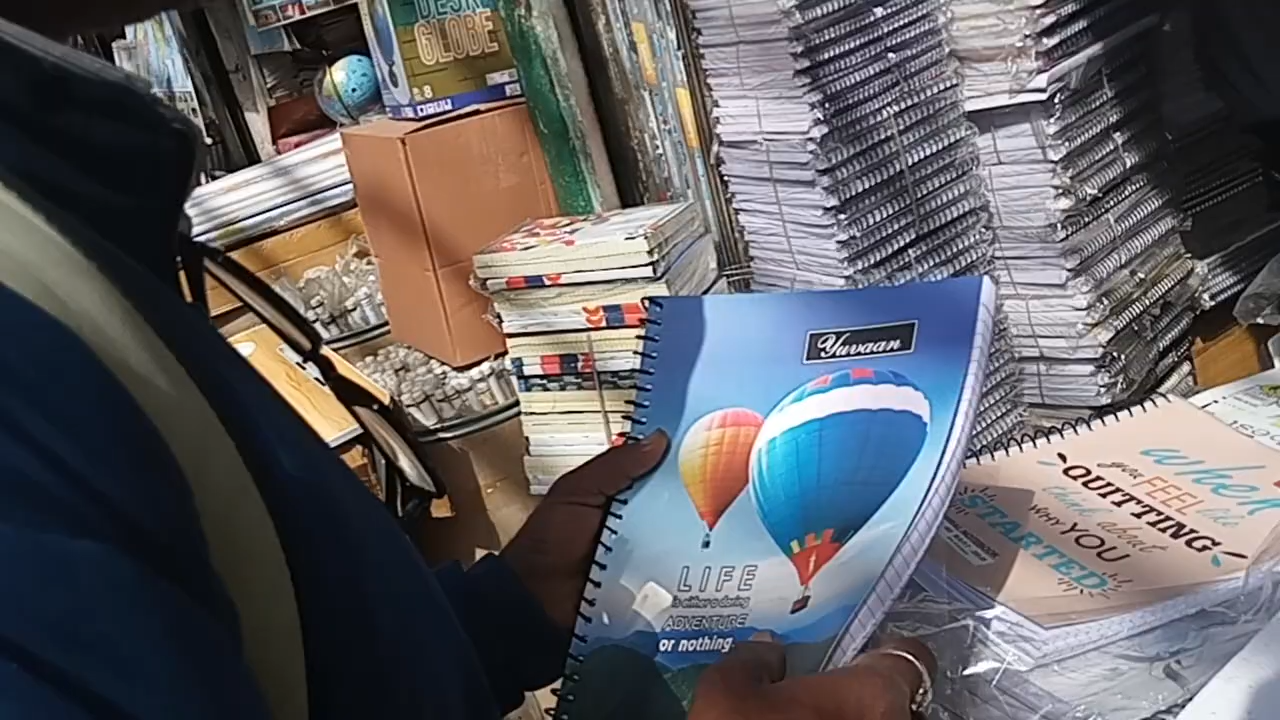 DESK
GLOBE
8
Yuvaan
LIFE
is either a daring
ADVENTURE
or nothing.
when
you FEEL like
QUITTING
think about
WHY YOU
STARTED